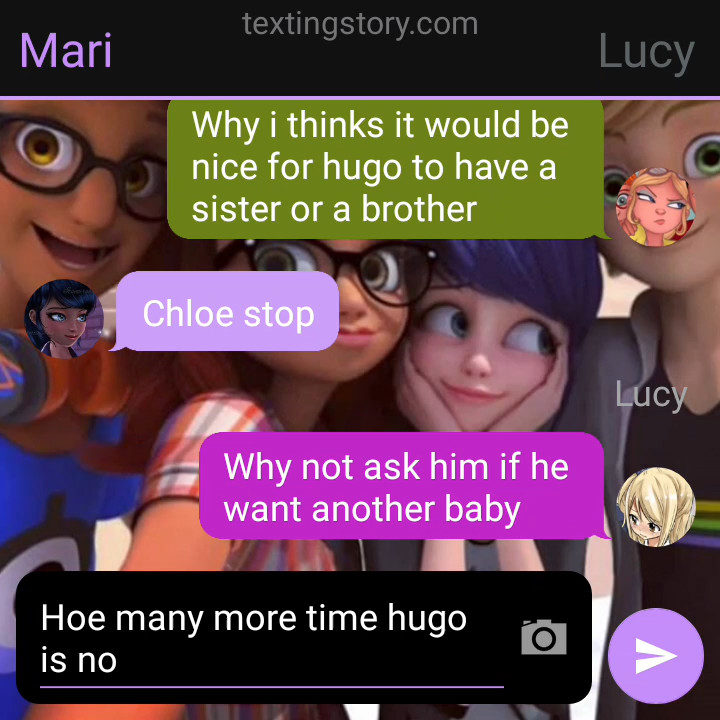 textingstory.com
Mari
Lucy
Why i thinks it would be
nice for hugo to have a
sister or a brother
Chloe stop
Lucy
Why not ask him if he
want another baby
Hoe many more time hugo
is no